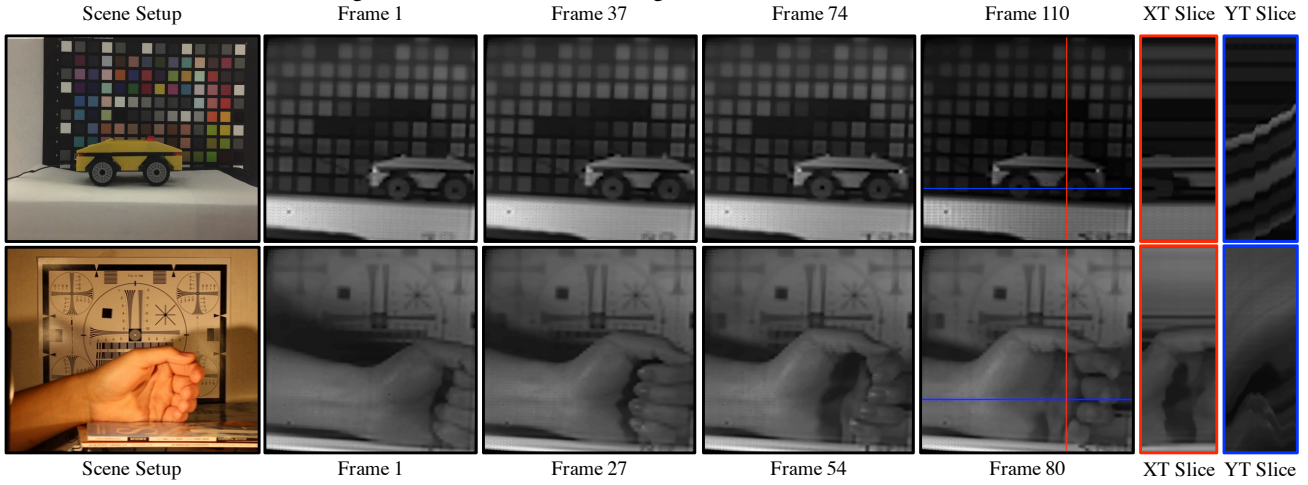 Scene Setup Frame 1 Frame 37 Frame 74 Frame 110 XT Slice YT Slice
Scene Setup Frame 1 Frame 27 Frame 54 Frame 80 XT Slice YT Slice